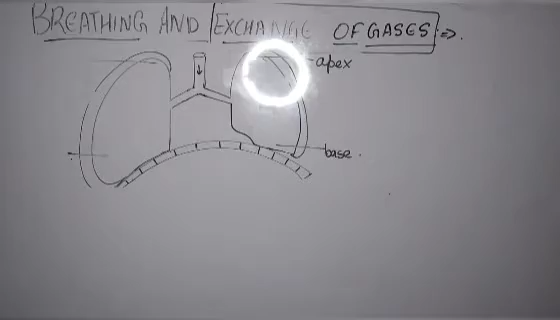 BREATHING AND EXCHANGE OF GASES =>.
apex
base.